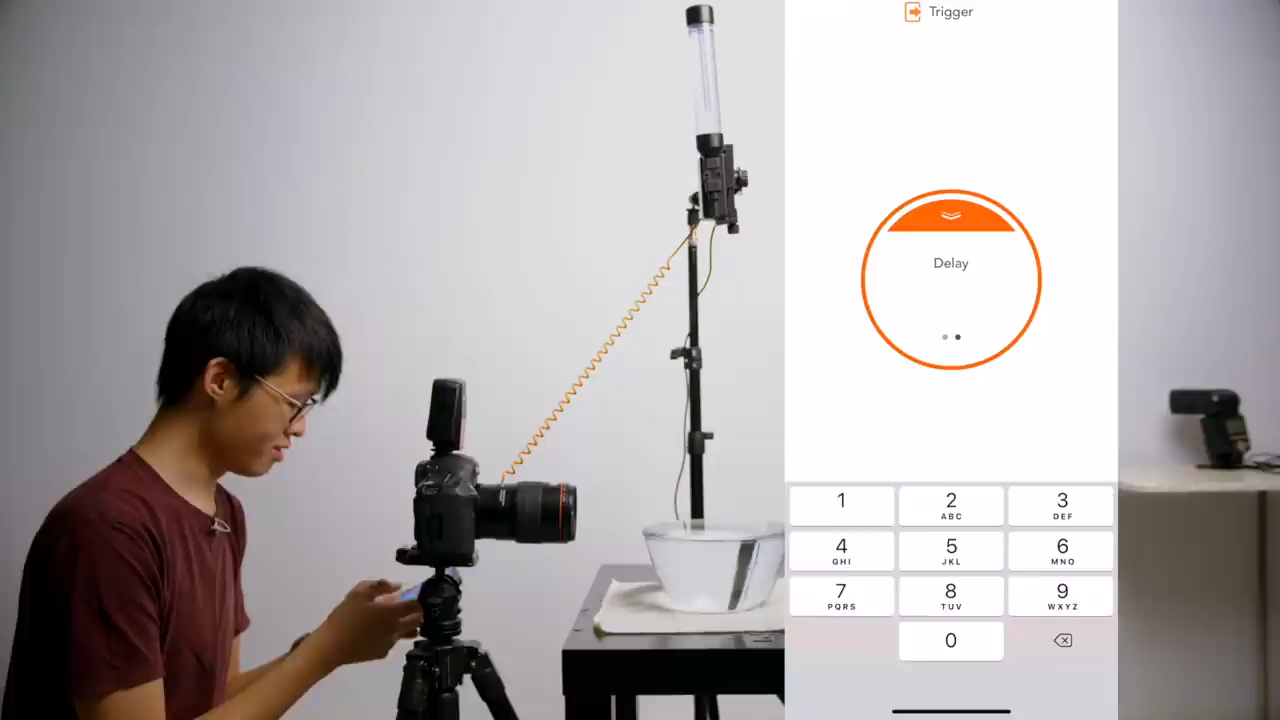 Trigger
Delay
1
2
ABC
3
DEF
4
GHI
5
JKL
6
MNO
7
PQRS
8
TUV
9
WXYZ
0